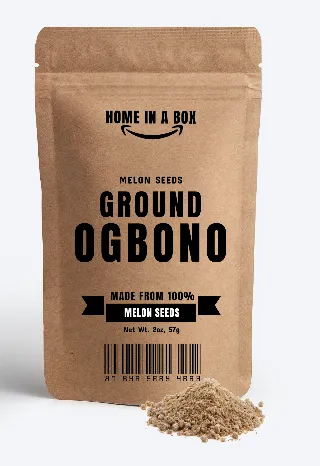 HOME IN A BOX
MELON SEEDS
GROUND
OGBONO
MADE FROM 100%
MELON SEEDS
Net Wt. 2oz, 57g